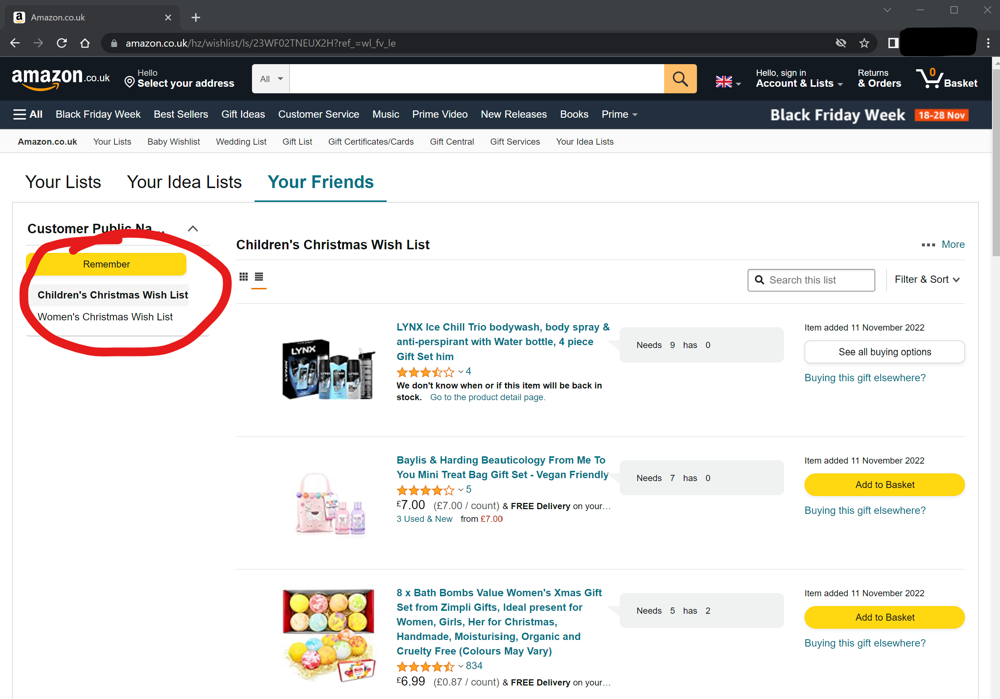 Amazon.co.uk
amazon.co.uk/hz/wishlist/ls/23WF02TNEUX2H?ref_=wl_fv_le
amazon.co.uk
Hello
Select your address
All
Hello, sign in
Account & Lists
Returns
& Orders
0
Basket
All Black Friday Week Best Sellers Gift Ideas Customer Service Music Prime Video New Releases Books Prime
Black Friday Week 18-28 Nov
Amazon.co.uk Your Lists Baby Wishlist Wedding List Gift List Gift Certificates/Cards Gift Central Gift Services Your Idea Lists
Your Lists Your Idea Lists Your Friends
Customer Public Na...
Remember
Children's Christmas Wish List
Women's Christmas Wish List
Children's Christmas Wish List
More
Search this list
Filter & Sort
LYNX
LYNX Ice Chill Trio bodywash, body spray &
anti-perspirant with Water bottle, 4 piece
Gift Set him
4
We don't know when or if this item will be back in
stock. Go to the product detail page.
Needs 9 has 0
Item added 11 November 2022
See all buying options
Buying this gift elsewhere?
Baylis & Harding Beauticology From Me To
You Mini Treat Bag Gift Set - Vegan Friendly
5
£7.00 (£7.00 / count) & FREE Delivery on your...
3 Used & New from £7.00
Needs 7 has 0
Item added 11 November 2022
Add to Basket
Buying this gift elsewhere?
8 x Bath Bombs Value Women's Xmas Gift
Set from Zimpli Gifts, Ideal present for
Women, Girls, Her for Christmas,
Handmade, Moisturising, Organic and
Cruelty Free (Colours May Vary)
834
£6.99 (£0.87 / count) & FREE Delivery on your...
Needs 5 has 2
Item added 11 November 2022
Add to Basket
Buying this gift elsewhere?